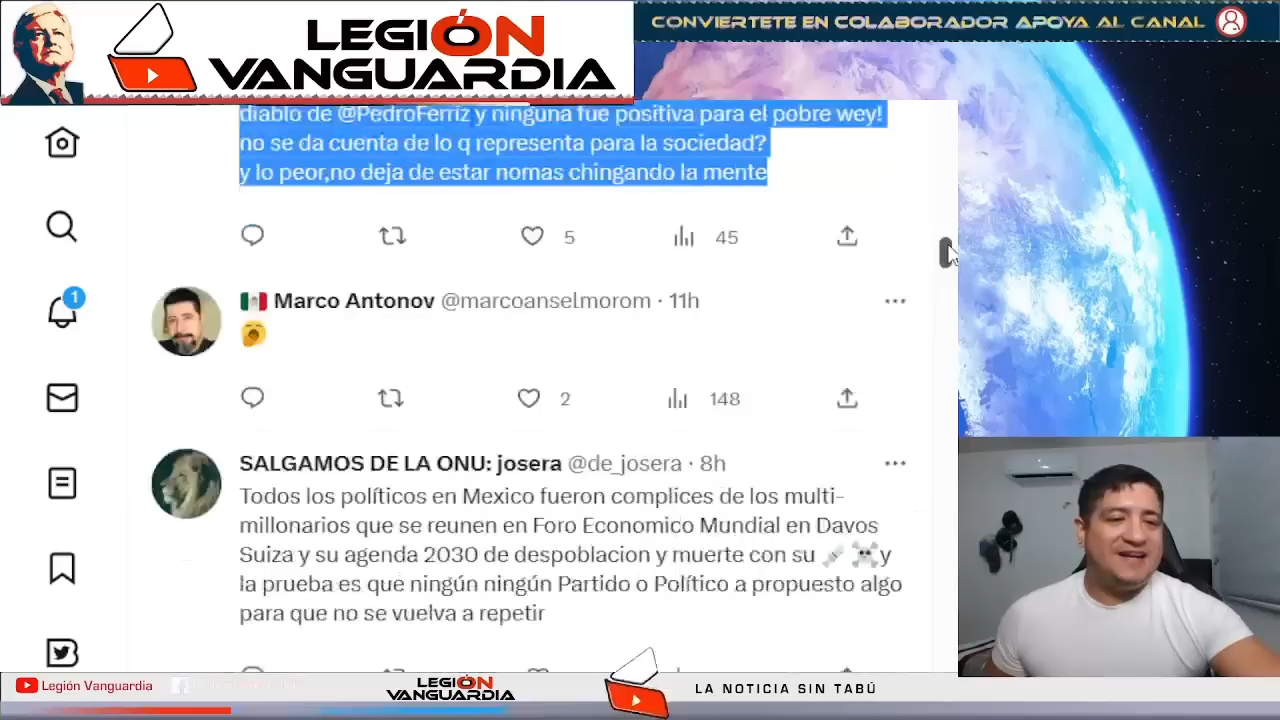 LEGIÓN
VANGUARDIA
CONVIERTETE EN COLABORADOR APOYA AL CANAL
diablo de @PedroFerriz y ninguna fue positiva para el pobre wey!
no se da cuenta de lo q representa para la sociedad?
y lo peor,no deja de estar nomas chingando la mente
5
45
1
Marco Antonov @marcoanselmorom · 11h
2
148
SALGAMOS DE LA ONU: josera @de_josera · 8h
Todos los políticos en Mexico fueron complices de los multi-
millonarios que se reunen en Foro Economico Mundial en Davos
Suiza y su agenda 2030 de despoblacion y muerte con su 💉☠️y
la prueba es que ningún ningún Partido o Político a propuesto algo
para que no se vuelva a repetir
Legión Vanguardia
LEGIÓN
VANGUARDIA
LA NOTICIA SIN TABÚ